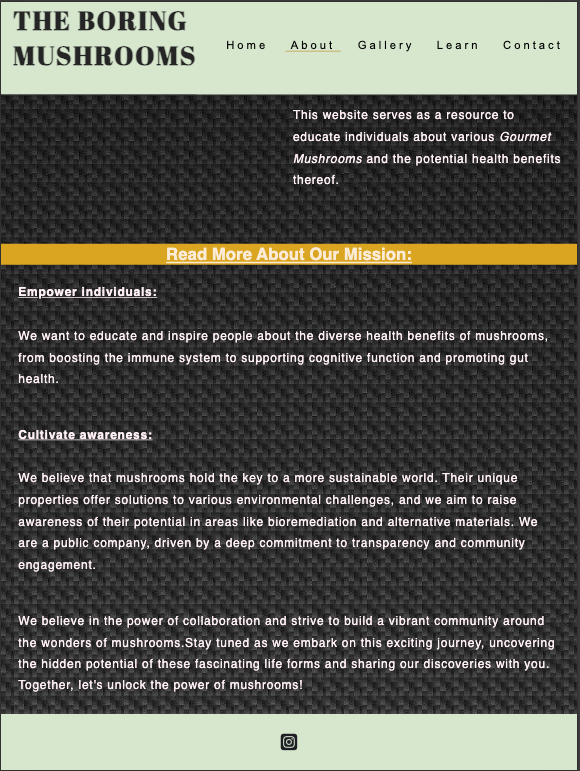 THE BORING
MUSHROOMS
Home About Gallery Learn Contact
This website serves as a resource to
educate individuals about various Gourmet
Mushrooms and the potential health benefits
thereof.
Read More About Our Mission:
Empower individuals:
We want to educate and inspire people about the diverse health benefits of mushrooms,
from boosting the immune system to supporting cognitive function and promoting gut
health.
Cultivate awareness:
We believe that mushrooms hold the key to a more sustainable world. Their unique
properties offer solutions to various environmental challenges, and we aim to raise
awareness of their potential in areas like bioremediation and alternative materials. We
are a public company, driven by a deep commitment to transparency and community
engagement.
We believe in the power of collaboration and strive to build a vibrant community around
the wonders of mushrooms.Stay tuned as we embark on this exciting journey, uncovering
the hidden potential of these fascinating life forms and sharing our discoveries with you.
Together, let's unlock the power of mushrooms!